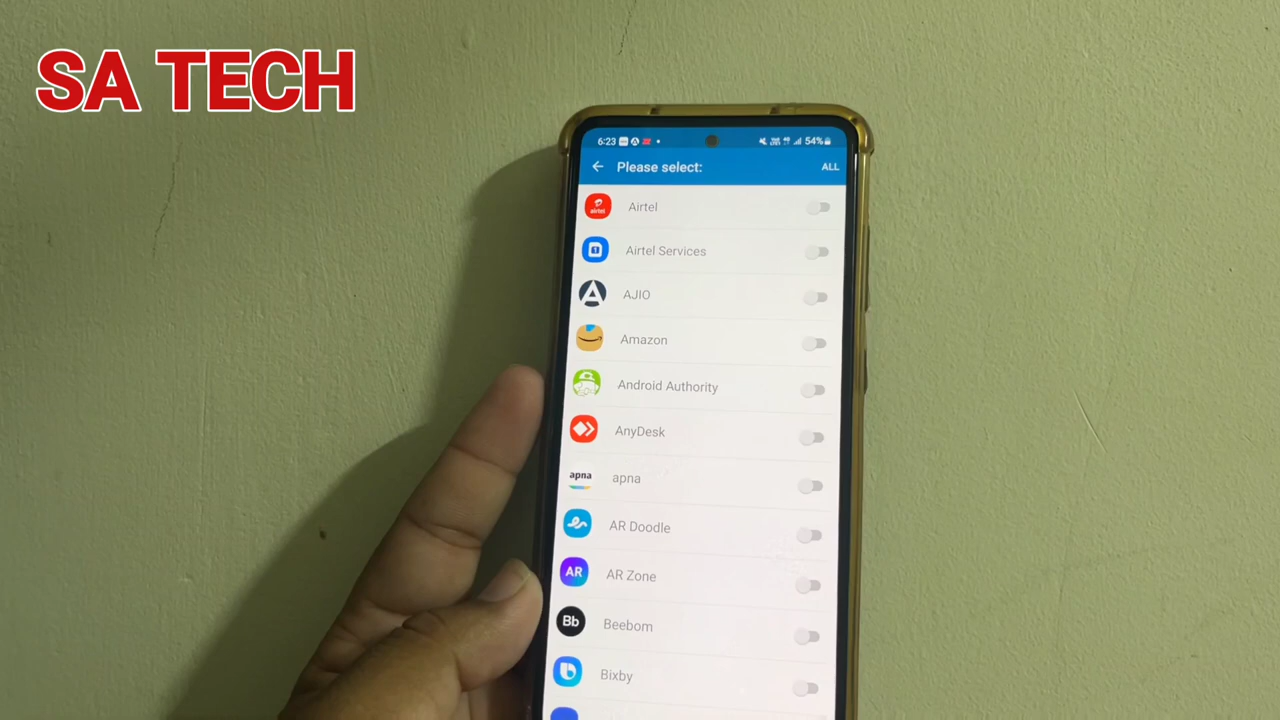 SA TECH
6:23
54%
Please select:
ALL
airtel
Airtel
Airtel Services
AJIO
Amazon
Android Authority
AnyDesk
apna
apna
AR Doodle
AR
AR Zone
Bb
Beebom
Bixby